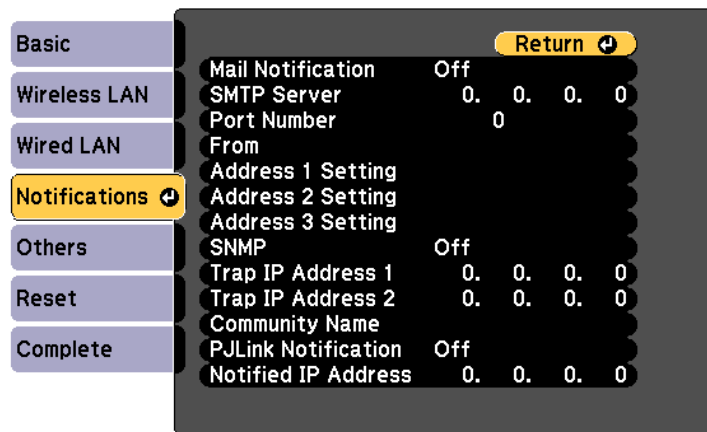 Basic
Wireless LAN
Wired LAN
Notifications
Others
Reset
Complete
Return
Mail Notification Off
SMTP Server 0. 0. 0. 0
Port Number 0
From
Address 1 Setting
Address 2 Setting
Address 3 Setting
SNMP Off
Trap IP Address 1 0. 0. 0. 0
Trap IP Address 2 0. 0. 0. 0
Community Name
PJLink Notification Off
Notified IP Address 0. 0. 0. 0